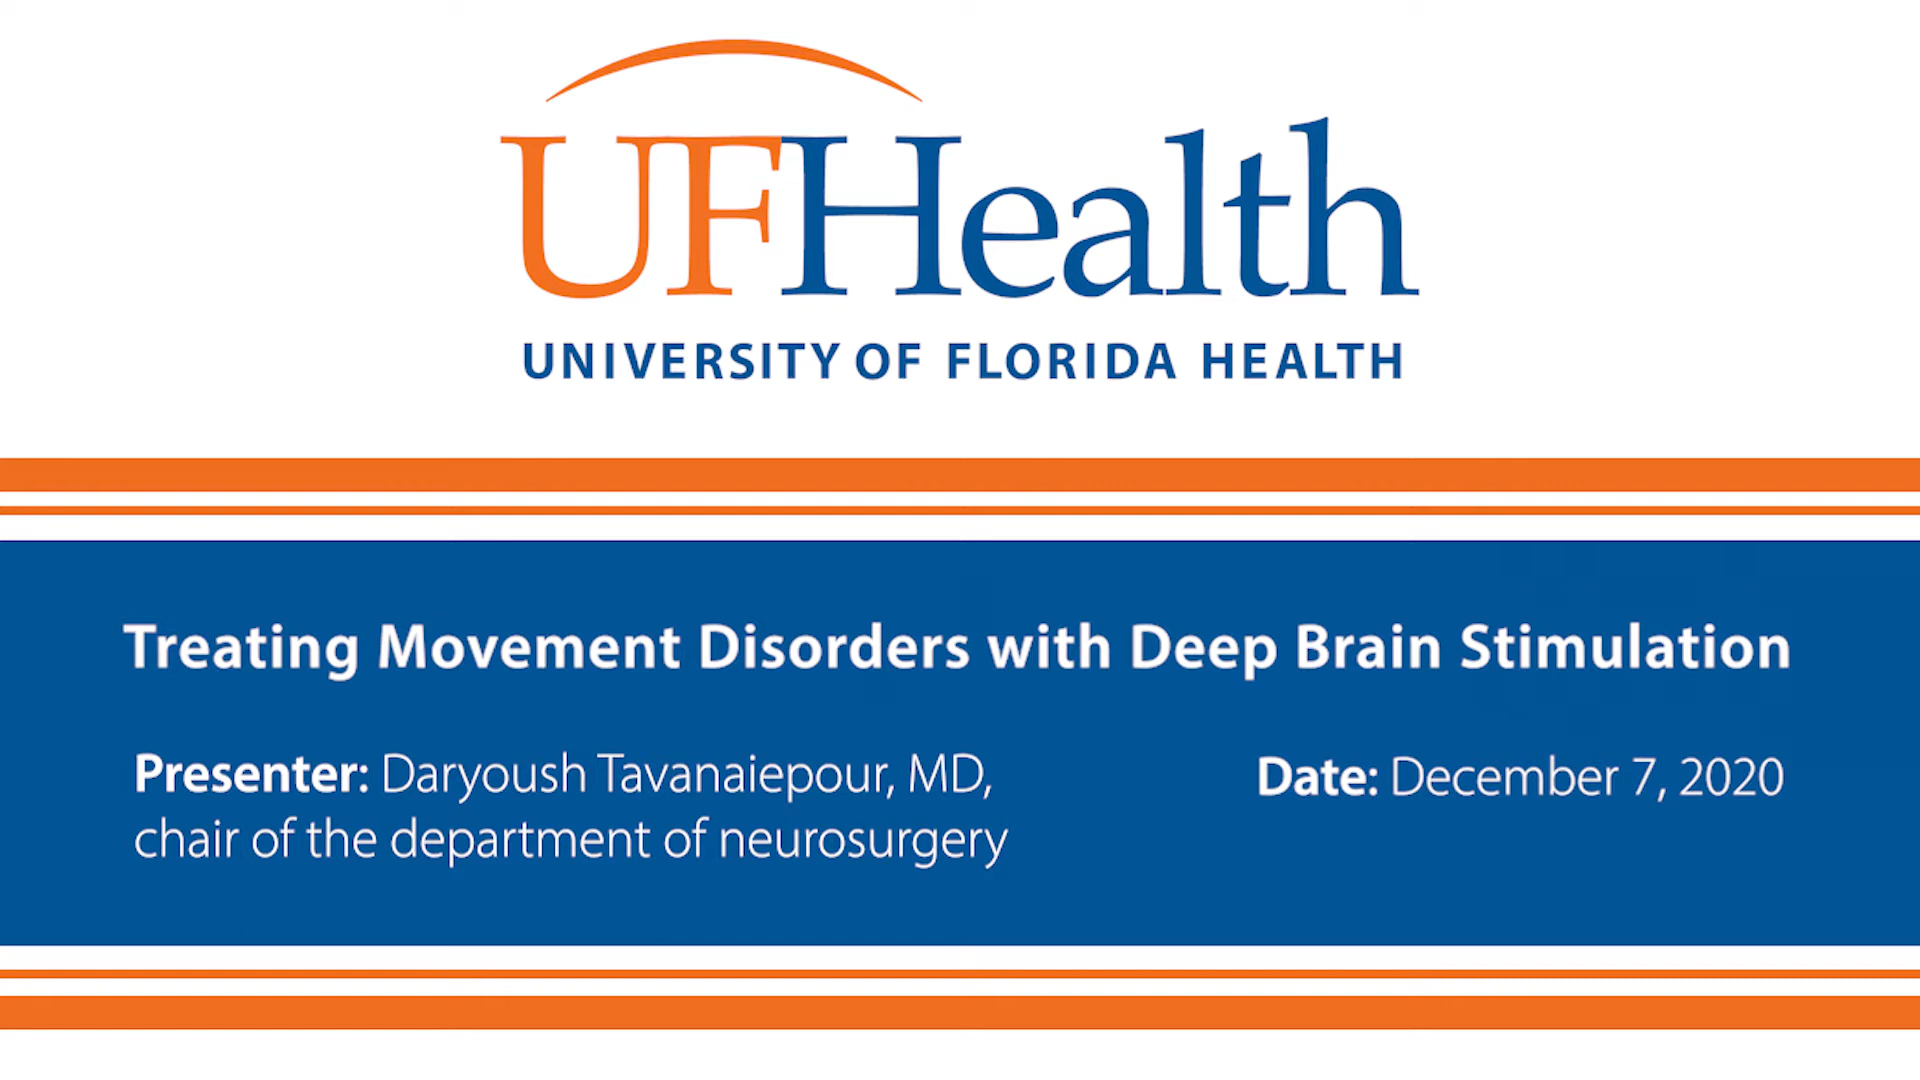 UFHealth
UNIVERSITY OF FLORIDA HEALTH
Treating Movement Disorders with Deep Brain Stimulation
Presenter: Daryoush Tavanaiepour, MD,
chair of the department of neurosurgery
Date: December 7, 2020